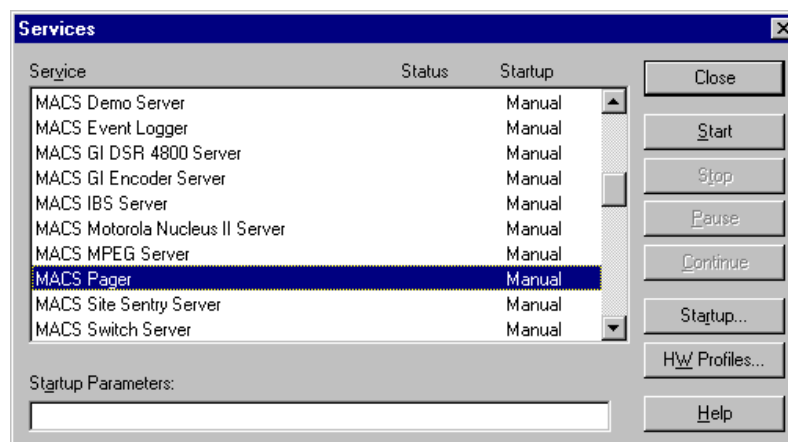 Services
Service Status Startup
MACS Demo Server Manual
MACS Event Logger Manual
MACS GI DSR 4800 Server Manual
MACS GI Encoder Server Manual
MACS IBS Server Manual
MACS Motorola Nucleus II Server Manual
MACS MPEG Server Manual
MACS Pager Manual
MACS Site Sentry Server Manual
MACS Switch Server Manual
Startup Parameters:
Close
Start
Stop
Pause
Continue
Startup...
HW Profiles...
Help